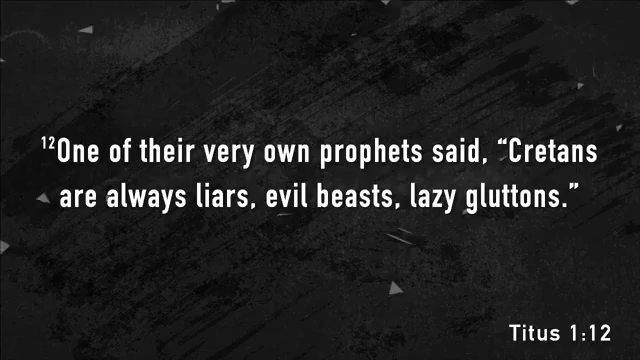 ¹²One of their very own prophets said, “Cretans
are always liars, evil beasts, lazy gluttons.”
Titus 1:12